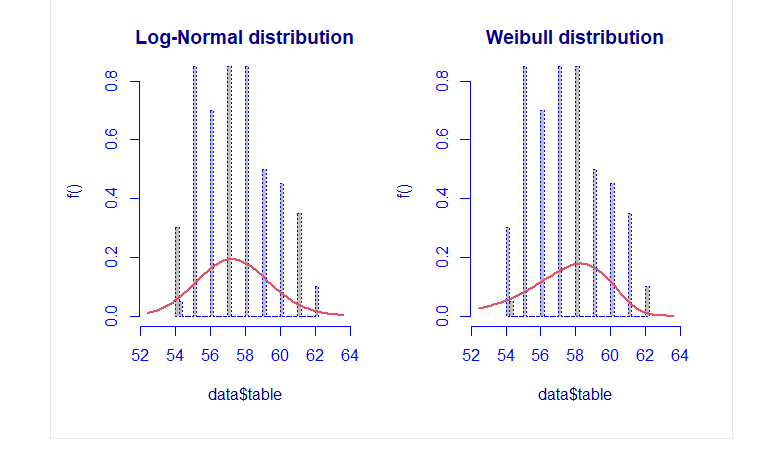 Log-Normal distribution
0.0 0.2 0.4 0.6 0.8
f()
52 54 56 58 60 62 64
data$table
Weibull distribution
0.0 0.2 0.4 0.6 0.8
f()
52 54 56 58 60 62 64
data$table